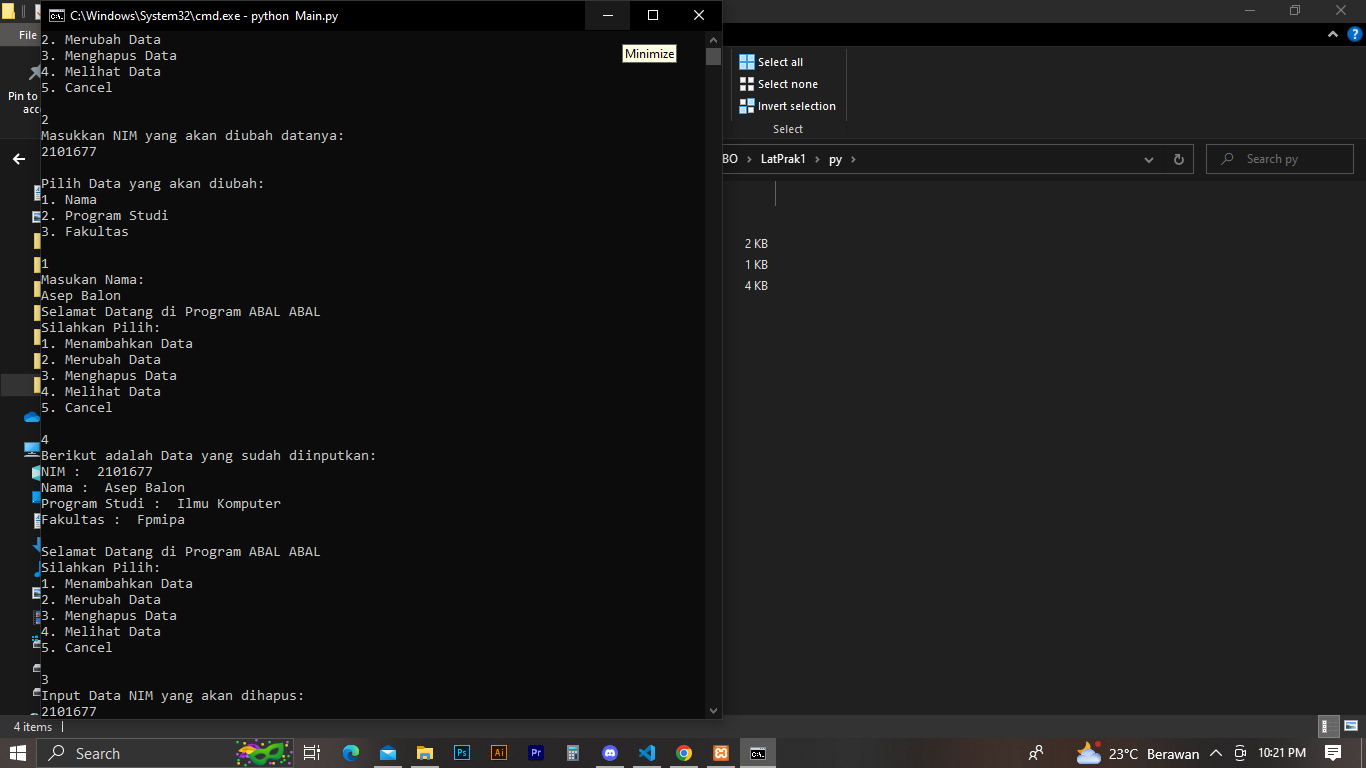 C:\Windows\System32\cmd.exe - python  Main.py
File
Minimize
2. Merubah Data
3. Menghapus Data
4. Melihat Data
5. Cancel
2
Masukkan NIM yang akan diubah datanya:
2101677
Pilih Data yang akan diubah:
1. Nama
2. Program Studi
3. Fakultas
1
Masukan Nama:
Asep Balon
Selamat Datang di Program ABAL ABAL
Silahkan Pilih:
1. Menambahkan Data
2. Merubah Data
3. Menghapus Data
4. Melihat Data
5. Cancel
4
Berikut adalah Data yang sudah diinputkan:
NIM :  2101677
Nama :  Asep Balon
Program Studi :  Ilmu Komputer
Fakultas :  Fpmipa
Selamat Datang di Program ABAL ABAL
Silahkan Pilih:
1. Menambahkan Data
2. Merubah Data
3. Menghapus Data
4. Melihat Data
5. Cancel
3
Input Data NIM yang akan dihapus:
2101677
Pin to
acc
Select all
Select none
Invert selection
Select
BO > LatPrak1 > py >
Search py
2 KB
1 KB
4 KB
4 items
Search
Ps
Ai
Pr
23°C Berawan
10:21 PM